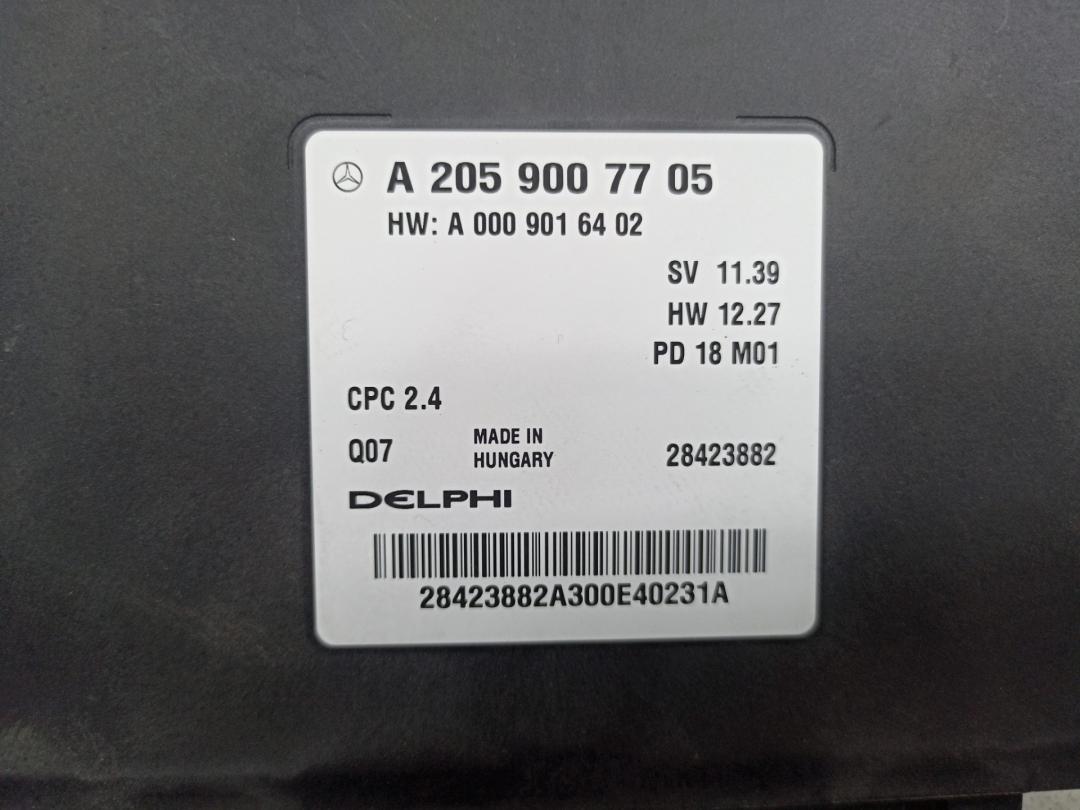 A 205 900 77 05
HW: A 000 901 64 02
SV 11.39
HW 12.27
PD 18 M01
CPC 2.4
Q07
MADE IN
HUNGARY
28423882
DELPHI
28423882A300E40231A